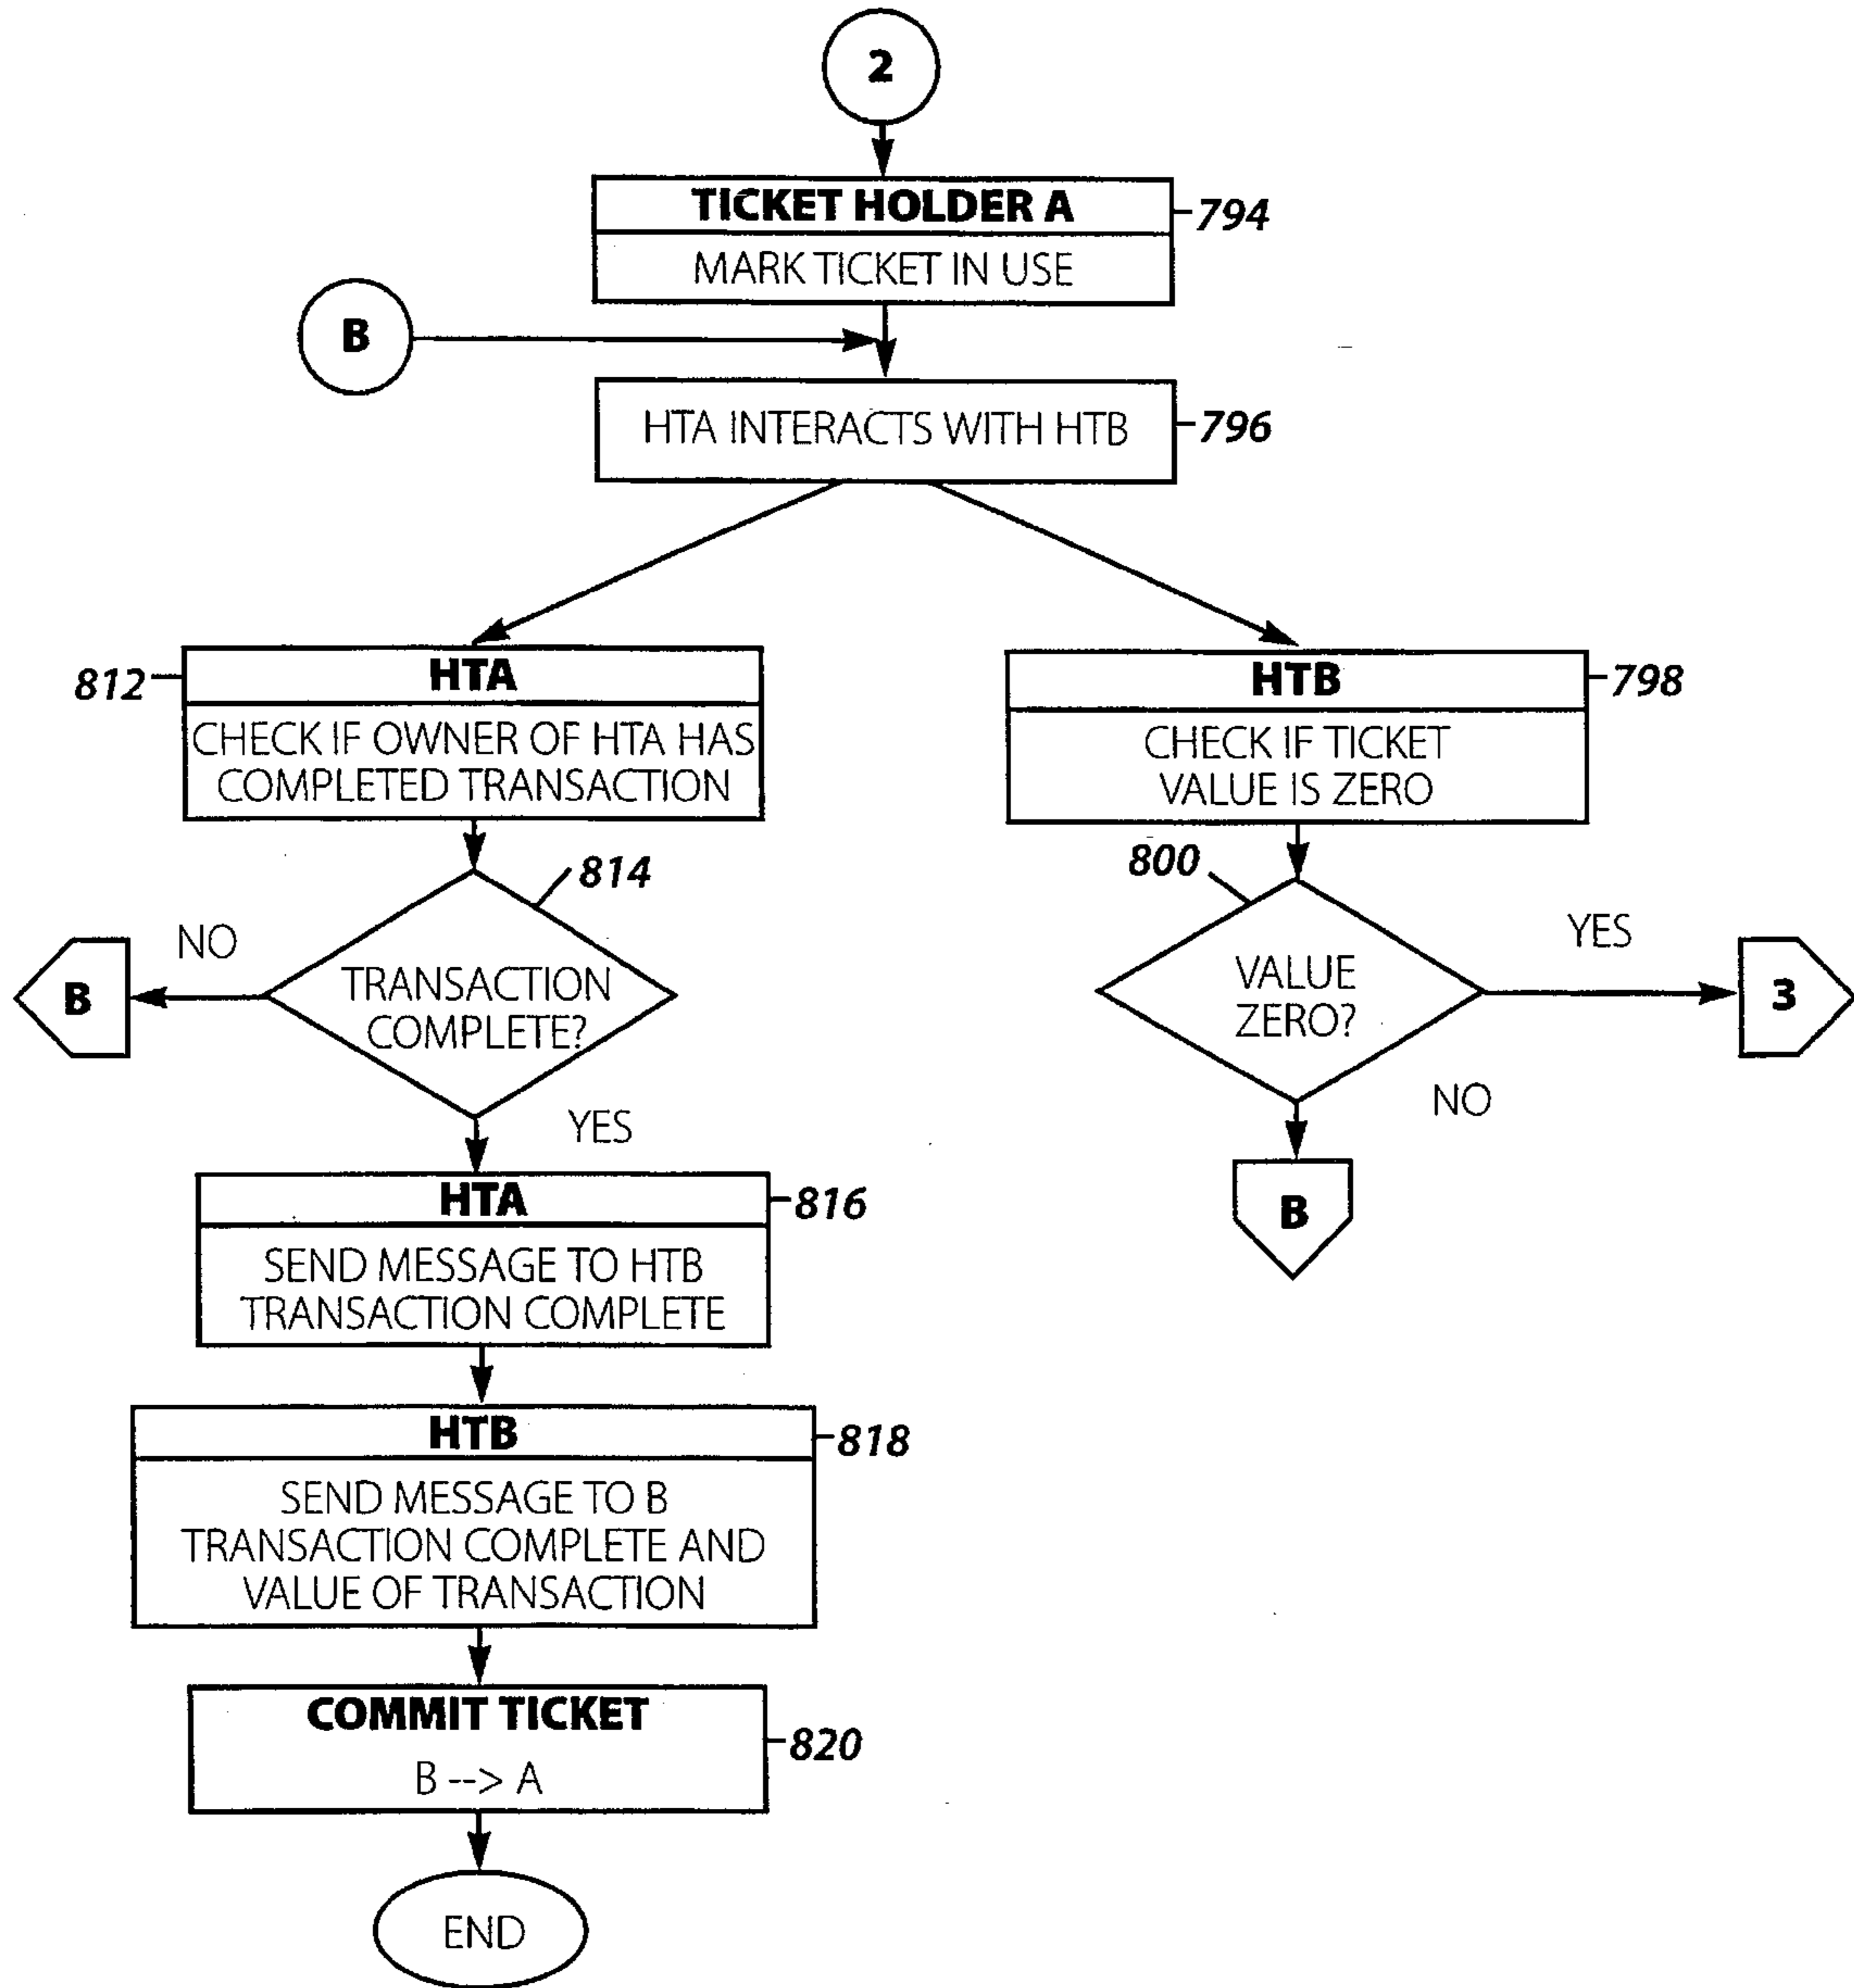 2
TICKET HOLDER A
794
MARK TICKET IN USE
B
HTA INTERACTS WITH HTB
796
812
HTA
CHECK IF OWNER OF HTA HAS
COMPLETED TRANSACTION
HTB
798
CHECK IF TICKET
VALUE IS ZERO
814
NO
B
TRANSACTION
COMPLETE?
YES
800
YES
VALUE
ZERO?
3
NO
B
HTA
816
SEND MESSAGE TO HTB
TRANSACTION COMPLETE
HTB
818
SEND MESSAGE TO B
TRANSACTION COMPLETE AND
VALUE OF TRANSACTION
COMMIT TICKET
820
B --> A
END